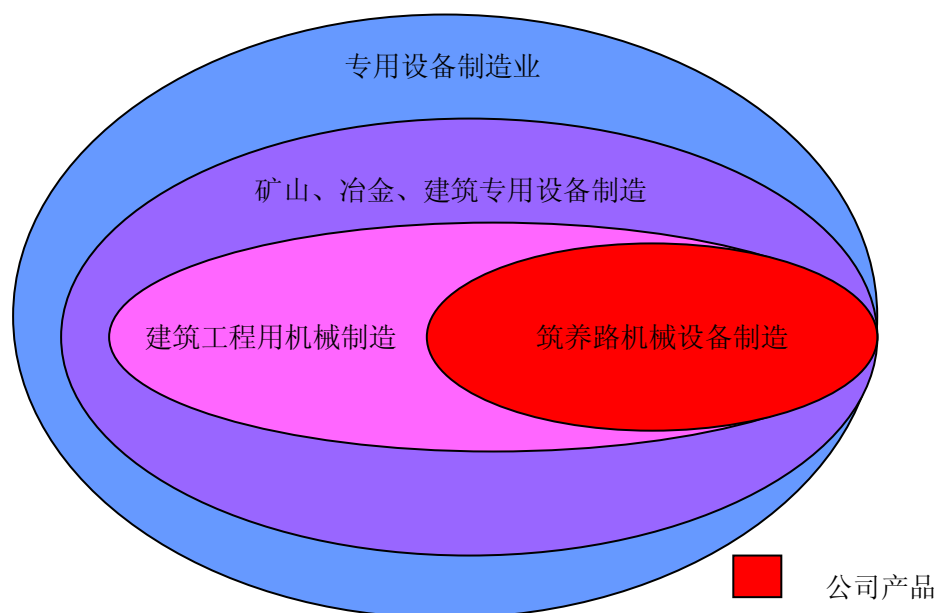 专用设备制造业
矿山、冶金、建筑专用设备制造
建筑工程用机械制造
筑养路机械设备制造
公司产品